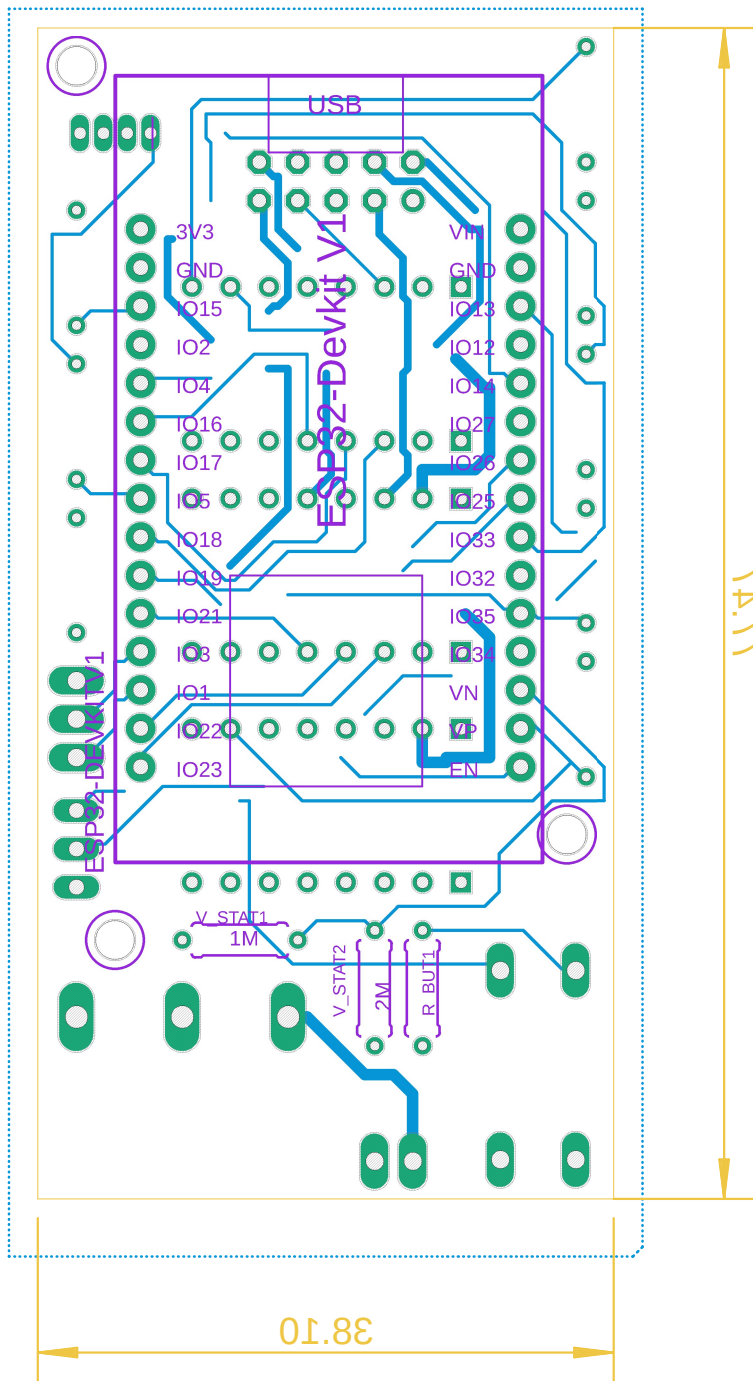 USB
3V3
GND
IO15
IO2
IO4
IO16
IO17
IO5
IO18
IO19
IO21
IO3
IO1
IO22
IO23
ESP32-Devkit V1
VIN
GND
IO13
IO12
IO14
IO27
IO26
IO25
IO33
IO32
IO35
IO34
VN
VP
EN
ESP32-DEVKITV1
V_STAT1
1M
V_STAT2
2M
R_BUT1
38.10